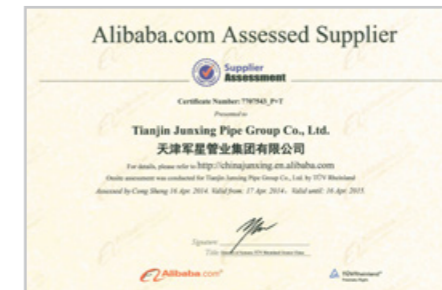 Alibaba.com Assessed Supplier
Supplier
Assessment
Certificate Number: 7707543_P+T
Presented to
Tianjin Junxing Pipe Group Co., Ltd.
天津军星管业集团有限公司
For details, please refer to http://chinajunxing.en.alibaba.com
Onsite assessment was conducted for Tianjin Junxing Pipe Group Co., Ltd. by TÜV Rheinland
Assessed by Cong Sheng 16 Apr. 2014. Valid from: 17 Apr. 2014, Valid until: 16 Apr. 2015.
Signature:
Title:
Alibaba.com
TÜVRheinland
Precisely Right.